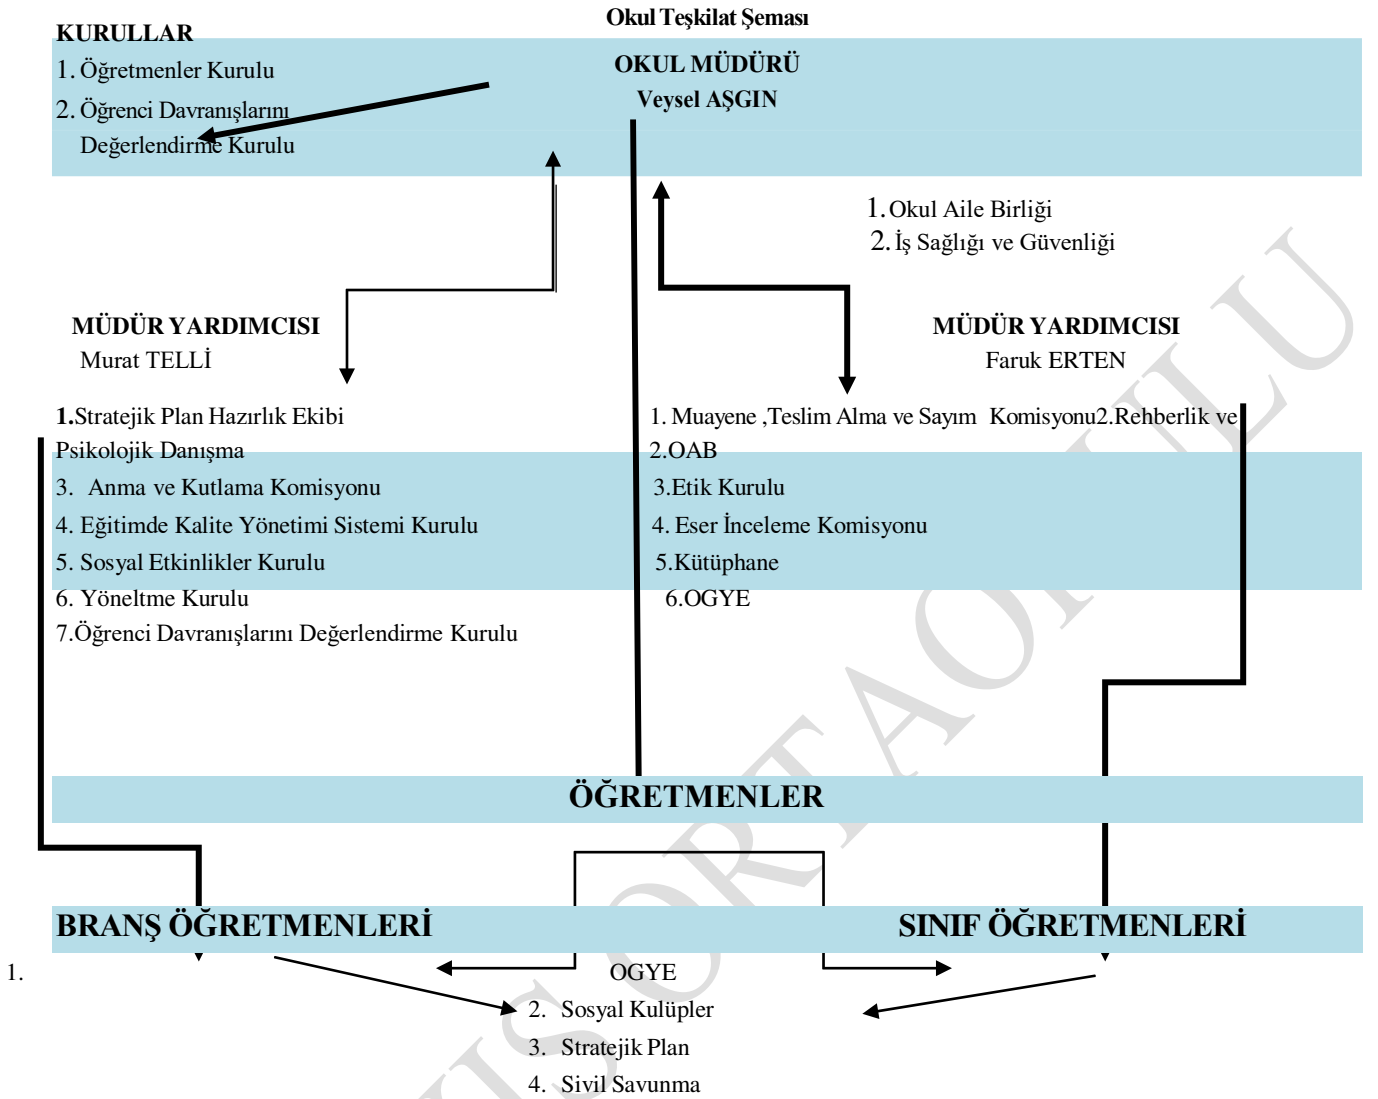 Okul Teşkilat Şeması
KURULLAR
1. Öğretmenler Kurulu
2. Öğrenci Davranışlarını
Değerlendirme Kurulu
OKUL MÜDÜRÜ
Veysel AŞGIN
1. Okul Aile Birliği
2. İş Sağlığı ve Güvenliği
MÜDÜR YARDIMCISI
Murat TELLİ
MÜDÜR YARDIMCISI
Faruk ERTEN
1.Stratejik Plan Hazırlık Ekibi
1. Muayene ,Teslim Alma ve Sayım Komisyonu2.Rehberlik ve
Psikolojik Danışma
2.OAB
3. Anma ve Kutlama Komisyonu
3.Etik Kurulu
4. Eğitimde Kalite Yönetimi Sistemi Kurulu
4. Eser İnceleme Komisyonu
5. Sosyal Etkinlikler Kurulu
5.Kütüphane
6. Yöneltme Kurulu
6.OGYE
7.Öğrenci Davranışlarını Değerlendirme Kurulu
ÖĞRETMENLER
BRANŞ ÖĞRETMENLERİ
SINIF ÖĞRETMENLERİ
1.
OGYE
2. Sosyal Kulüpler
3. Stratejik Plan
4. Sivil Savunma
ORTAOKULU